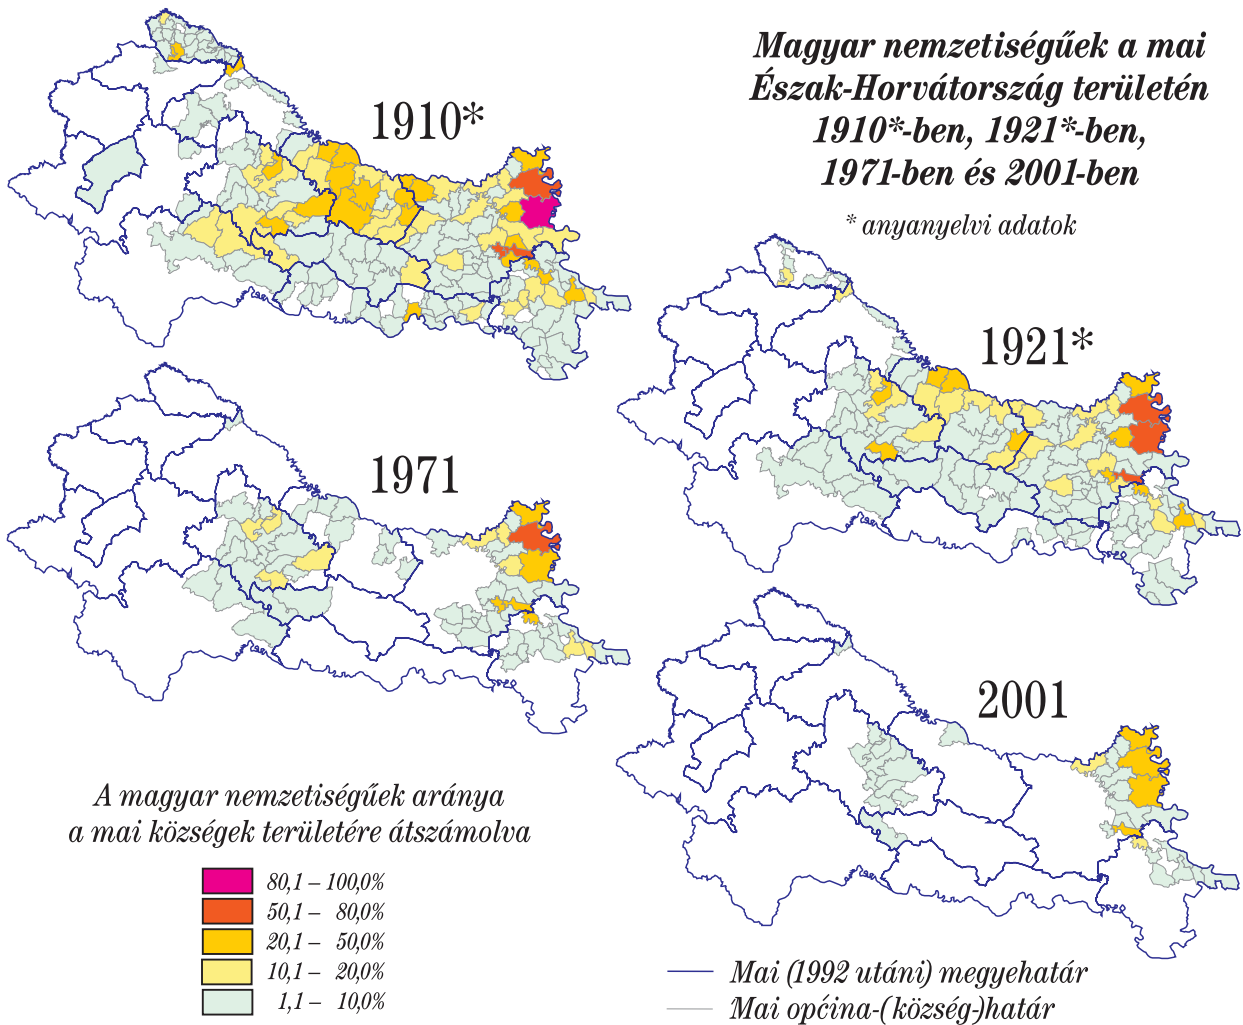 Magyar nemzetiségűek a mai
Észak-Horvátország területén
1910*-ben, 1921*-ben,
1971-ben és 2001-ben
* anyanyelvi adatok
1910*
1921*
1971
2001
A magyar nemzetiségűek aránya
a mai községek területére átszámolva
80,1 – 100,0%
50,1 – 80,0%
20,1 – 50,0%
10,1 – 20,0%
1,1 – 10,0%
Mai (1992 utáni) megyehatár
Mai općina-(község-)határ